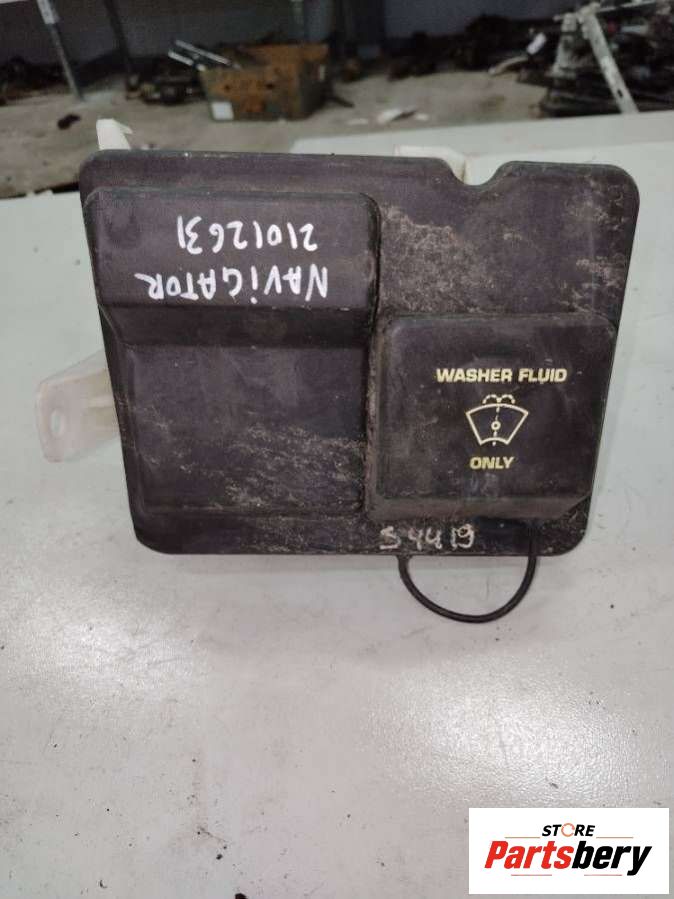 NAViGATOR
21012631
WASHER FLUID
ONLY
S4419
STORE
Partsbery